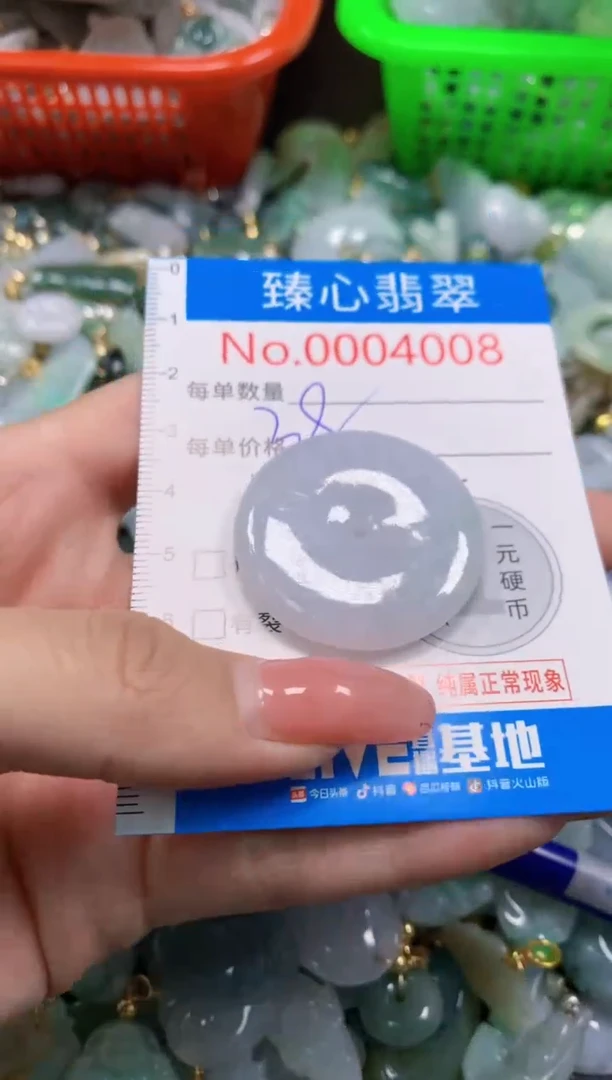 臻心翡翠
No.0004008
每单数量
每单价格
0
1
2
3
4
5
6
一元硬币
有 裂
纯属正常现象
基地
今日头条 抖音 西瓜视频 抖音火山版